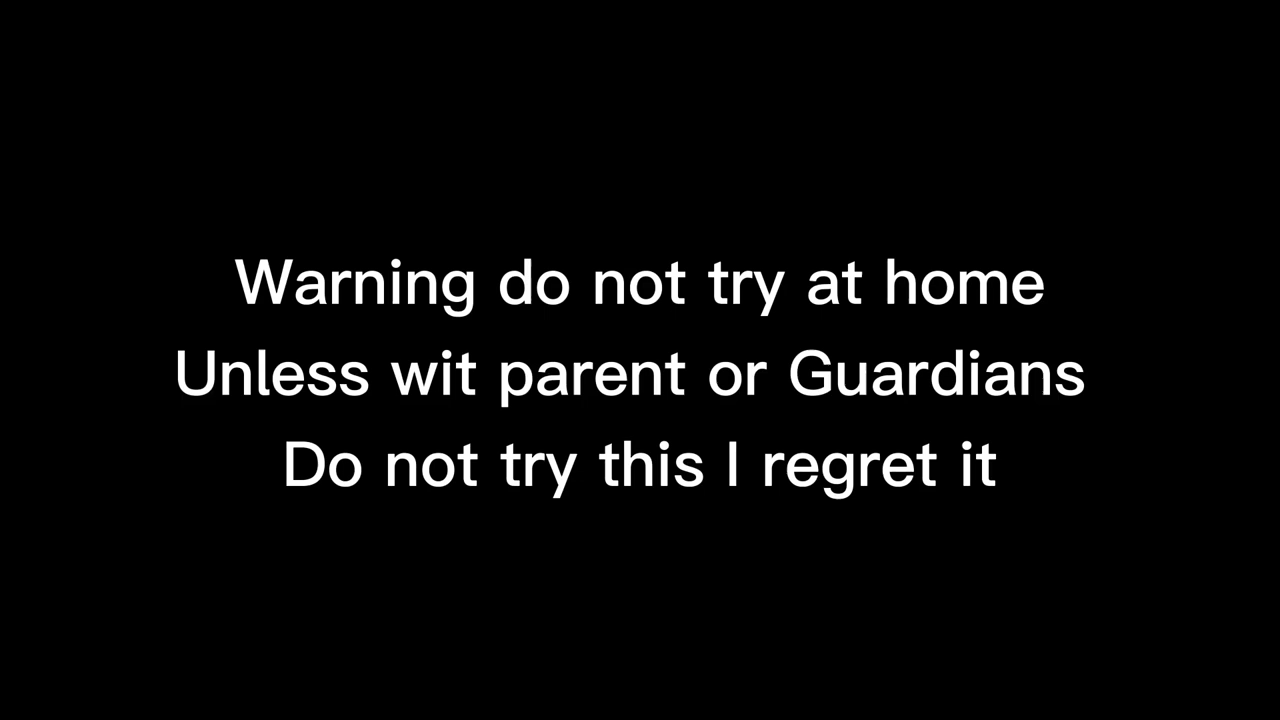 Warning do not try at home
Unless wit parent or Guardians
Do not try this I regret it